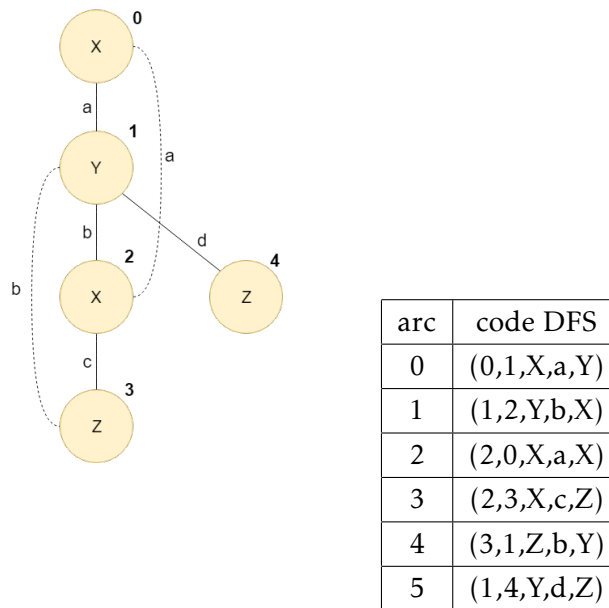 0
X
a
1
Y
a
b
d
b
2
4
X
Z
c
3
Z
arc code DFS
0 (0,1,X,a,Y)
1 (1,2,Y,b,X)
2 (2,0,X,a,X)
3 (2,3,X,c,Z)
4 (3,1,Z,b,Y)
5 (1,4,Y,d,Z)